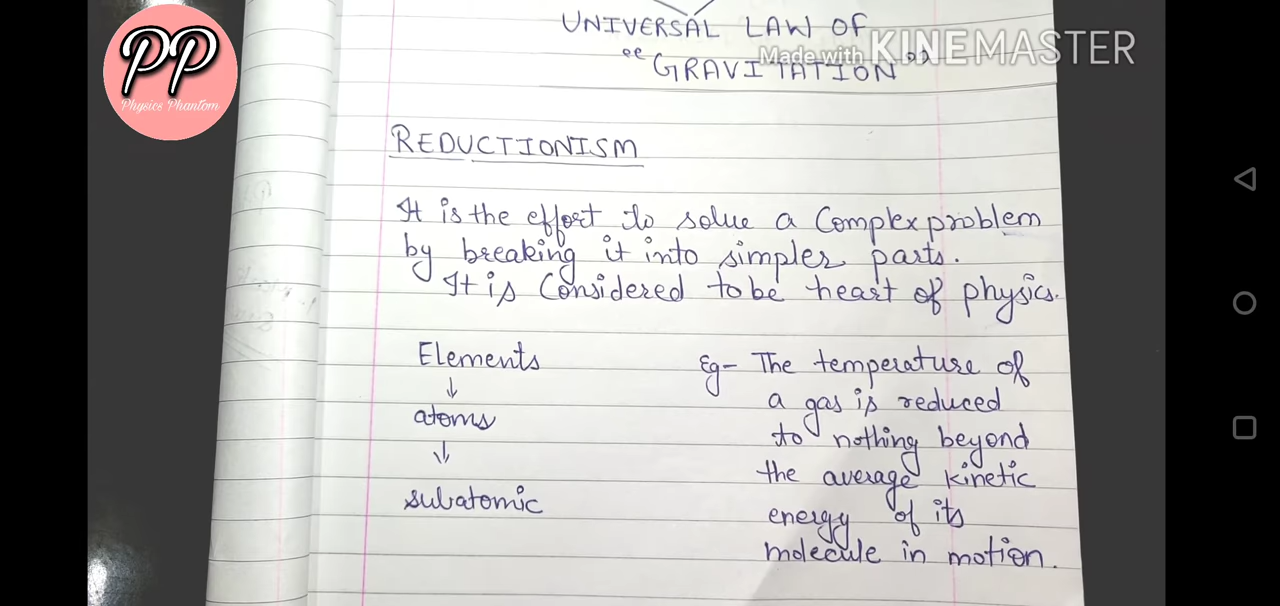 PP
Physics Phantom
UNIVERSAL LAW OF
Made with KINEMASTER
"GRAVITATION"
REDUCTIONISM
It is the effort to solve a Complex problem
by breaking it into simpler parts.
It is Considered to be heart of physics.
Elements
↓
atoms
↓
subatomic
Eg- The temperature of
a gas is reduced
to nothing beyond
the average kinetic
energy of its
molecule in motion.